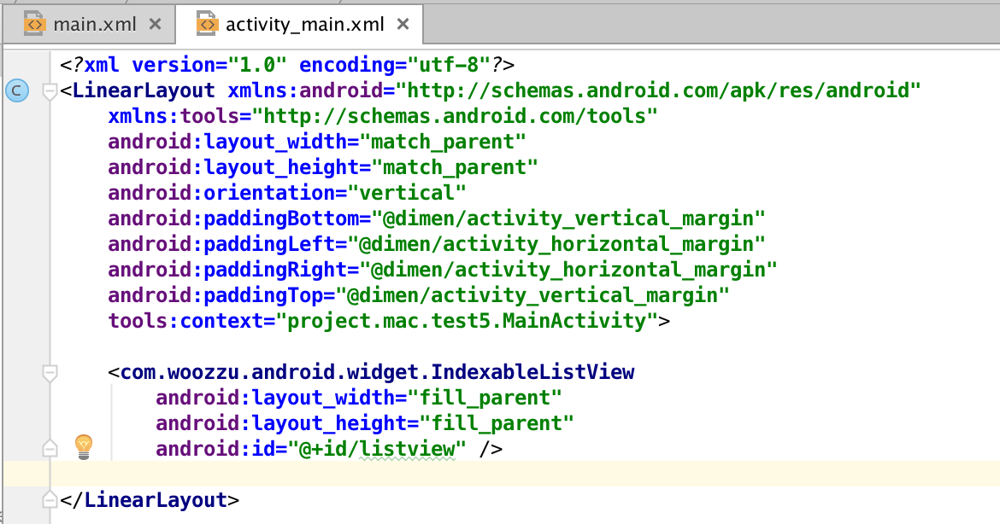 main.xml activity_main.xml
<?xml version="1.0" encoding="utf-8"?>
C <LinearLayout xmlns:android="http://schemas.android.com/apk/res/android"
xmlns:tools="http://schemas.android.com/tools"
android:layout_width="match_parent"
android:layout_height="match_parent"
android:orientation="vertical"
android:paddingBottom="@dimen/activity_vertical_margin"
android:paddingLeft="@dimen/activity_horizontal_margin"
android:paddingRight="@dimen/activity_horizontal_margin"
android:paddingTop="@dimen/activity_vertical_margin"
tools:context="project.mac.test5.MainActivity">
<com.woozzu.android.widget.IndexableListView
android:layout_width="fill_parent"
android:layout_height="fill_parent"
android:id="@+id/listview" />
</LinearLayout>